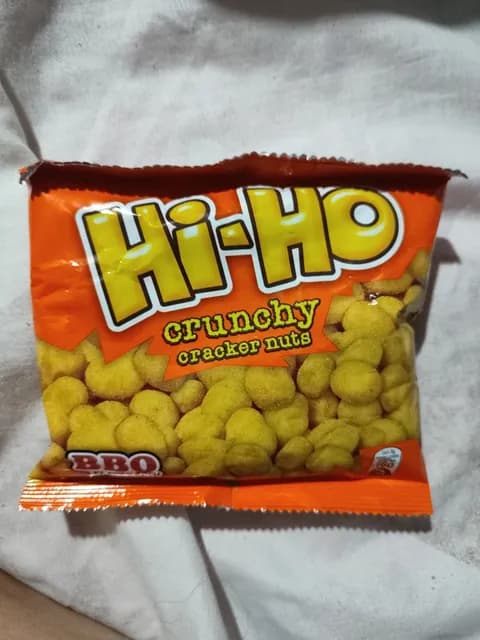 Hi-Ho
crunchy
cracker nuts
BBQ